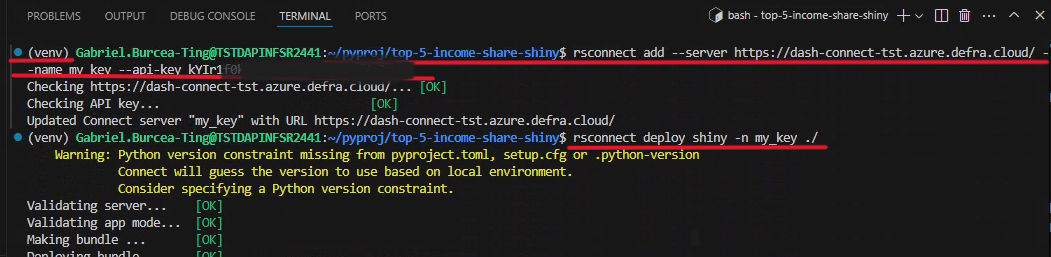 PROBLEMS OUTPUT DEBUG CONSOLE TERMINAL PORTS bash - top-5-income-share-shiny
(venv) Gabriel.Burcea-Ting@TSTDAPINFSR2441:~/pyproj/top-5-income-share-shiny$ rsconnect add --server https://dash-connect-tst.azure.defra.cloud/ -
-name my_key --api-key
Checking https://dash-connect-tst.azure.defra.cloud/... [OK]
Checking API key... [OK]
Updated Connect server "my_key" with URL https://dash-connect-tst.azure.defra.cloud/
(venv) Gabriel.Burcea-Ting@TSTDAPINFSR2441:~/pyproj/top-5-income-share-shiny$ rsconnect deploy shiny -n my_key ./
Warning: Python version constraint missing from pyproject.toml, setup.cfg or .python-version
Connect will guess the version to use based on local environment.
Consider specifying a Python version constraint.
Validating server... [OK]
Validating app mode... [OK]
Making bundle ... [OK]
Deploying bundle [OK]